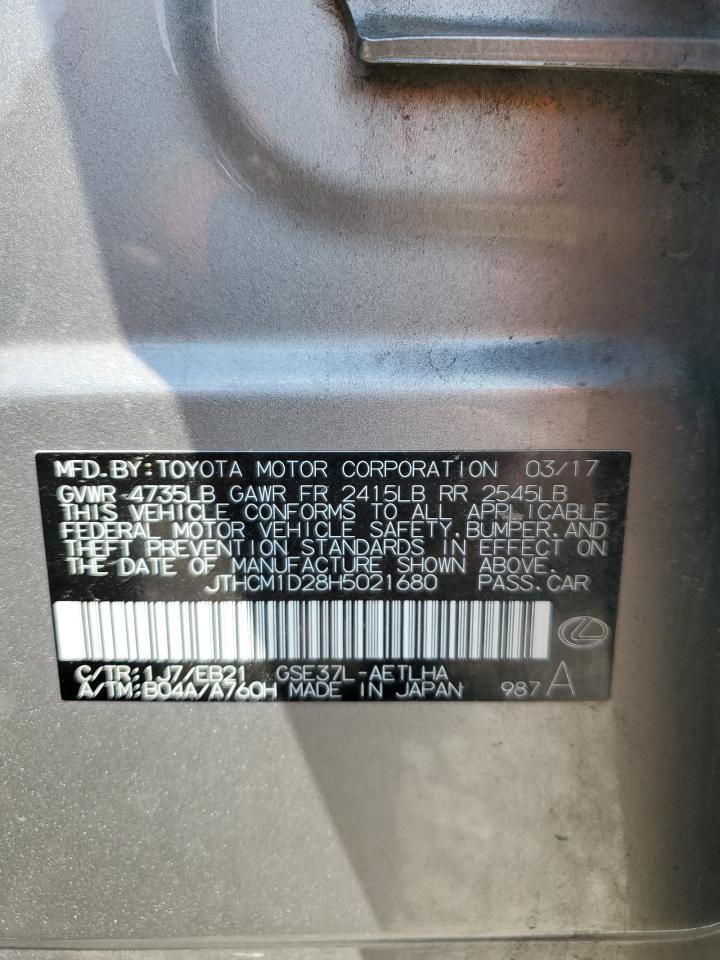 MFD.BY:TOYOTA MOTOR CORPORATION 03/17
GVWR 4735LB GAWR FR 2415LB RR 2545LB
THIS VEHICLE CONFORMS TO ALL APPLICABLE
FEDERAL MOTOR VEHICLE SAFETY,BUMPER,AND
THEFT PREVENTION STANDARDS IN EFFECT ON
THE DATE OF MANUFACTURE SHOWN ABOVE.
JTHCM1D28H5021680 PASS.CAR
C/TR:1J7/EB21 GSE37L-AETLHA
A/TM:B04A/A760H MADE IN JAPAN 987A